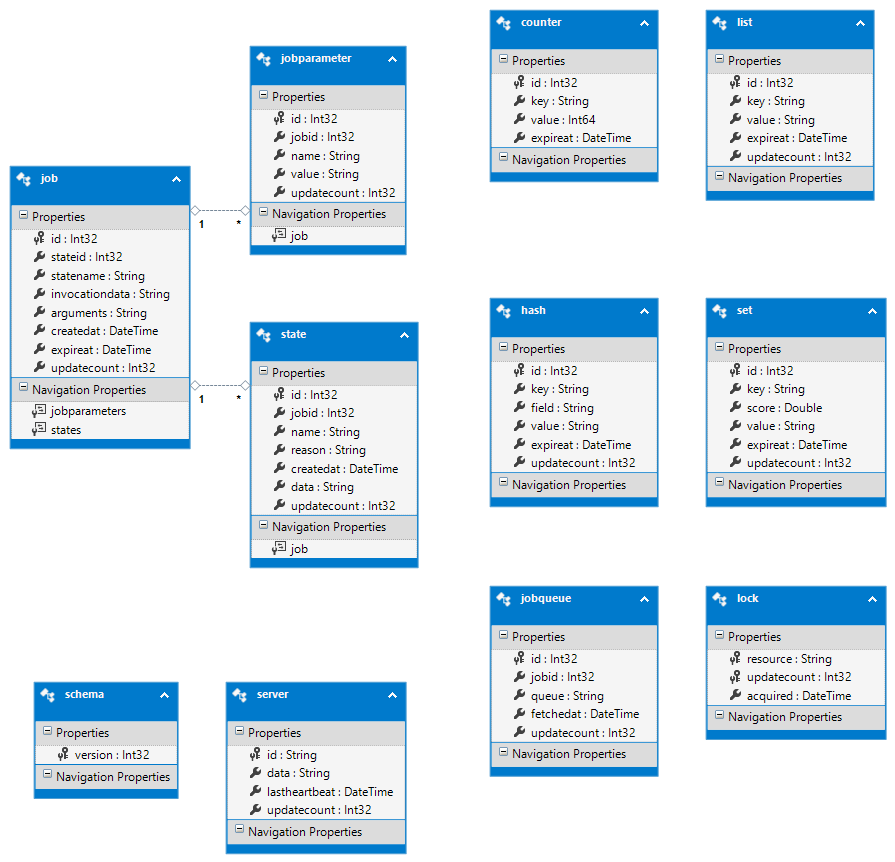 job
Properties
id : Int32
stateid : Int32
statename : String
invocationdata : String
arguments : String
createdat : DateTime
expireat : DateTime
updatecount : Int32
Navigation Properties
jobparameters
states
1
*
1
*
jobparameter
Properties
id : Int32
jobid : Int32
name : String
value : String
updatecount : Int32
Navigation Properties
job
state
Properties
id : Int32
jobid : Int32
name : String
reason : String
createdat : DateTime
data : String
updatecount : Int32
Navigation Properties
job
counter
Properties
id : Int32
key : String
value : Int64
expireat : DateTime
Navigation Properties
list
Properties
id : Int32
key : String
value : String
expireat : DateTime
updatecount : Int32
Navigation Properties
hash
Properties
id : Int32
key : String
field : String
value : String
expireat : DateTime
updatecount : Int32
Navigation Properties
set
Properties
id : Int32
key : String
score : Double
value : String
expireat : DateTime
updatecount : Int32
Navigation Properties
schema
Properties
version : Int32
Navigation Properties
server
Properties
id : String
data : String
lastheartbeat : DateTime
updatecount : Int32
Navigation Properties
jobqueue
Properties
id : Int32
jobid : Int32
queue : String
fetchedat : DateTime
updatecount : Int32
Navigation Properties
lock
Properties
resource : String
updatecount : Int32
acquired : DateTime
Navigation Properties